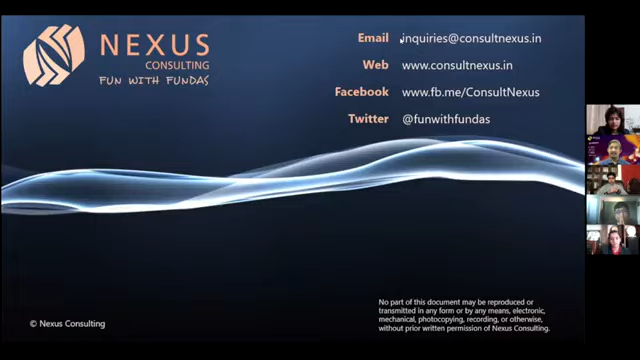 NEXUS
CONSULTING
FUN WITH FUNDAS
Email inquiries@consultnexus.in
Web www.consultnexus.in
Facebook www.fb.me/ConsultNexus
Twitter @funwithfundas
© Nexus Consulting
No part of this document may be reproduced or
transmitted in any form or by any means, electronic,
mechanical, photocopying, recording, or otherwise,
without prior written permission of Nexus Consulting.